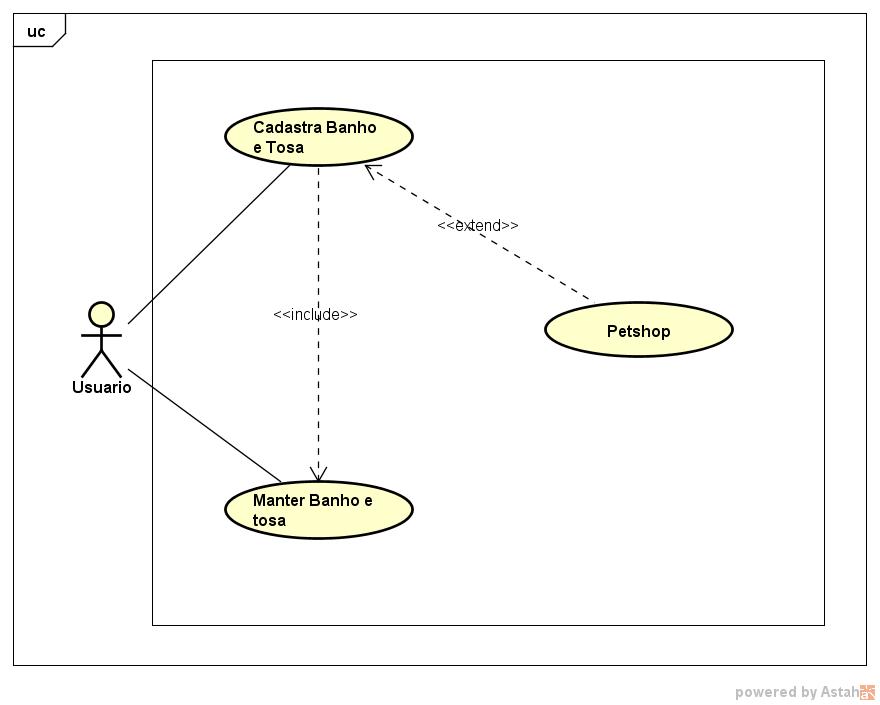 uc
Cadastra Banho
e Tosa
<<extend>>
<<include>>
Petshop
Usuario
Manter Banho e
tosa
powered by Astah